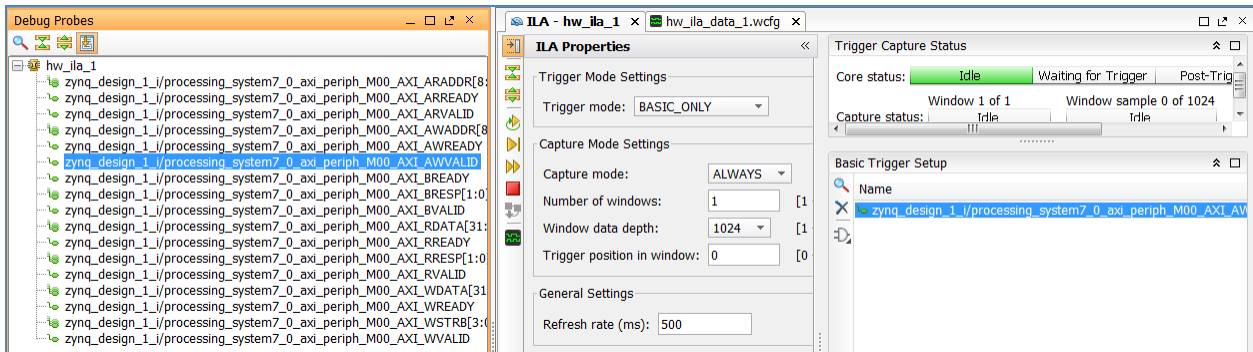 Debug Probes
hw_ila_1
zynq_design_1_i/processing_system7_0_axi_periph_M00_AXI_ARADDR[8:
zynq_design_1_i/processing_system7_0_axi_periph_M00_AXI_ARREADY
zynq_design_1_i/processing_system7_0_axi_periph_M00_AXI_ARVALID
zynq_design_1_i/processing_system7_0_axi_periph_M00_AXI_AWADDR[8
zynq_design_1_i/processing_system7_0_axi_periph_M00_AXI_AWREADY
zynq_design_1_i/processing_system7_0_axi_periph_M00_AXI_AWVALID
zynq_design_1_i/processing_system7_0_axi_periph_M00_AXI_BREADY
zynq_design_1_i/processing_system7_0_axi_periph_M00_AXI_BRESP[1:0]
zynq_design_1_i/processing_system7_0_axi_periph_M00_AXI_BVALID
zynq_design_1_i/processing_system7_0_axi_periph_M00_AXI_RDATA[31:
zynq_design_1_i/processing_system7_0_axi_periph_M00_AXI_RREADY
zynq_design_1_i/processing_system7_0_axi_periph_M00_AXI_RRESP[1:0
zynq_design_1_i/processing_system7_0_axi_periph_M00_AXI_RVALID
zynq_design_1_i/processing_system7_0_axi_periph_M00_AXI_WDATA[31
zynq_design_1_i/processing_system7_0_axi_periph_M00_AXI_WREADY
zynq_design_1_i/processing_system7_0_axi_periph_M00_AXI_WSTRB[3:0
zynq_design_1_i/processing_system7_0_axi_periph_M00_AXI_WVALID
ILA - hw_ila_1
hw_ila_data_1.wcfg
ILA Properties
Trigger Mode Settings
Trigger mode: BASIC_ONLY
Capture Mode Settings
Capture mode: ALWAYS
Number of windows: 1 [1
Window data depth: 1024 [1
Trigger position in window: 0 [0
General Settings
Refresh rate (ms): 500
Trigger Capture Status
Core status: Idle Waiting for Trigger Post-Trig
Window 1 of 1 Window sample 0 of 1024
Capture status: Idle Idle
Basic Trigger Setup
Name
zynq_design_1_i/processing_system7_0_axi_periph_M00_AXI_AW